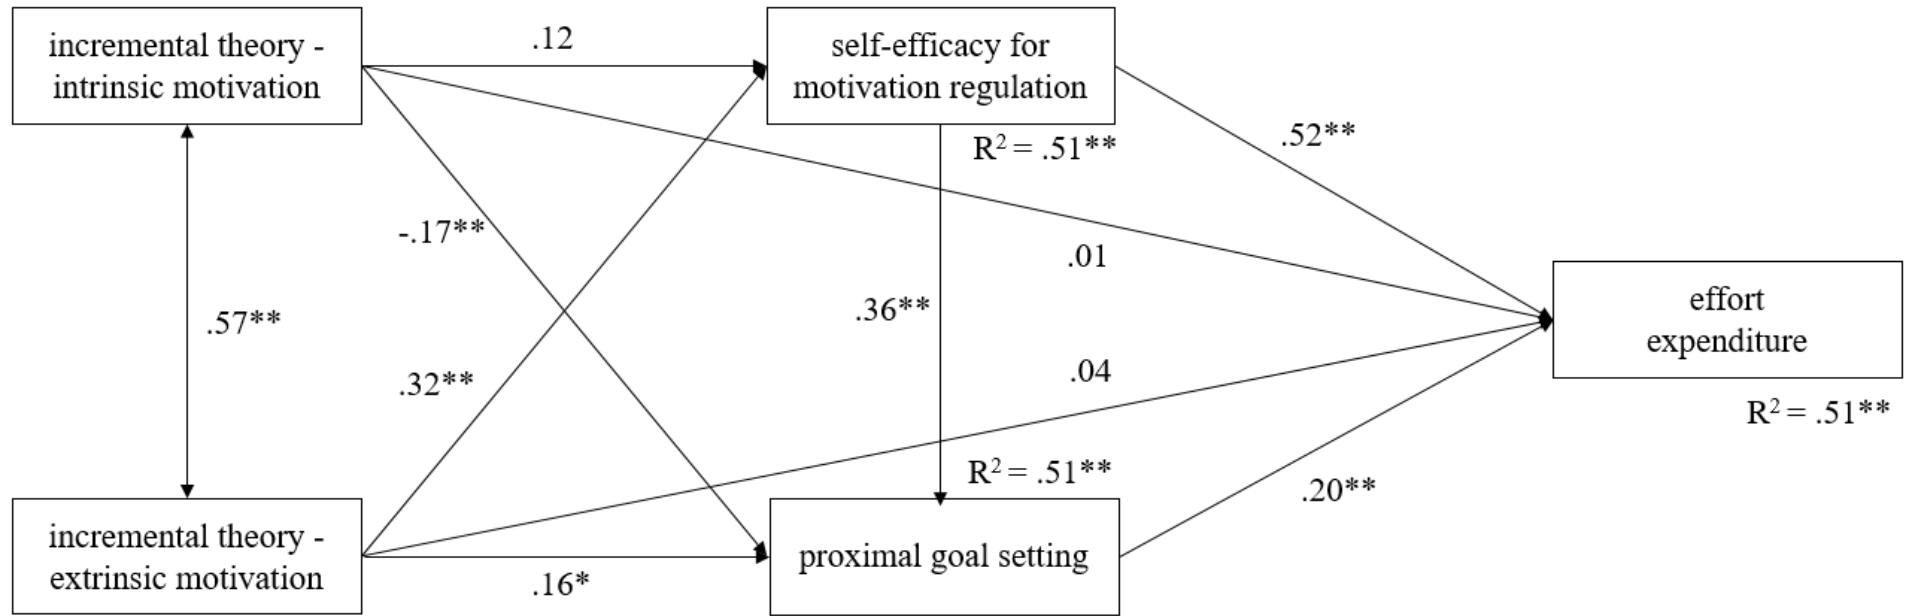 incremental theory -
intrinsic motivation
.12
self-efficacy for
motivation regulation
R² = .51**
.52**
-.17**
.01
.57**
.36**
effort
expenditure
R² = .51**
.32**
.04
R² = .51**
.20**
incremental theory -
extrinsic motivation
.16*
proximal goal setting